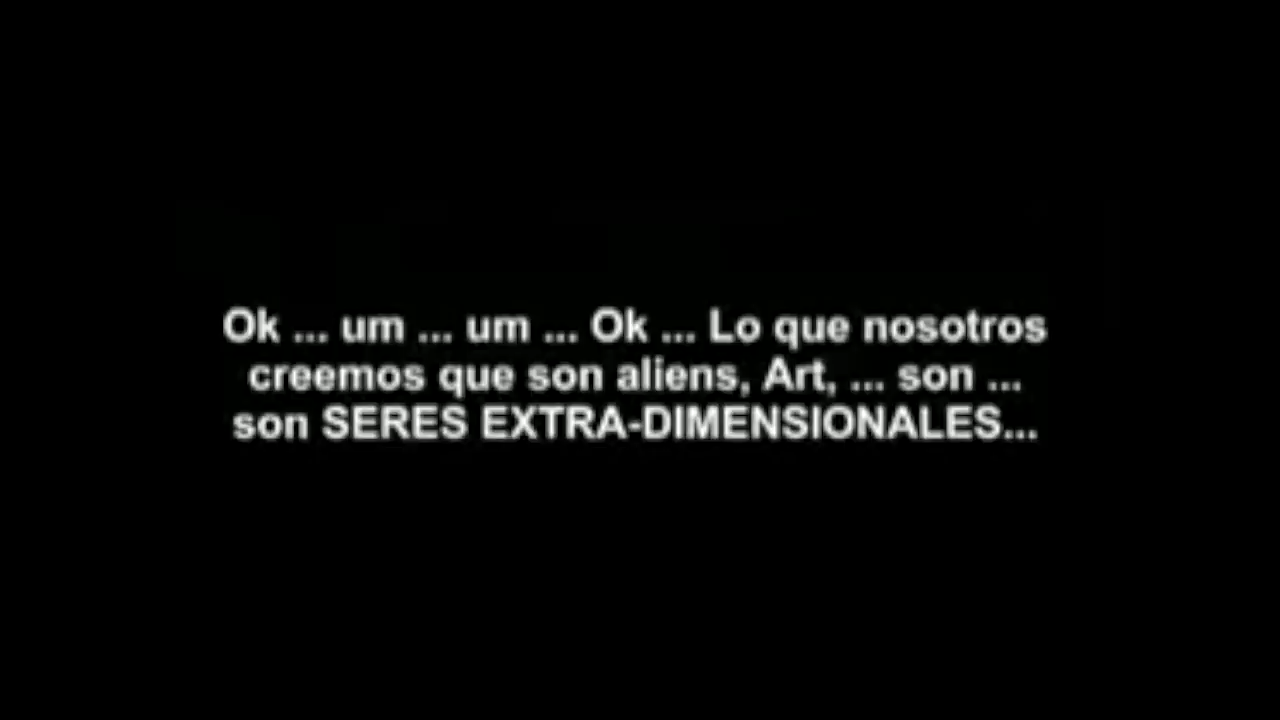 Ok ... um ... um ... Ok ... Lo que nosotros
creemos que son aliens, Art, ... son ...
son SERES EXTRA-DIMENSIONALES...